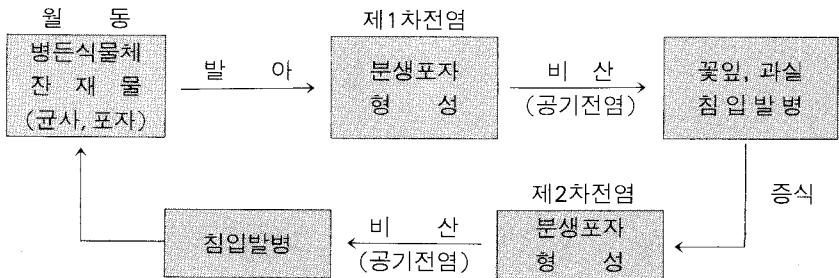 월 동
병든식물체
잔 재 물
(균사, 포자)
발 아
제1차전염
분생포자
형 성
비 산
(공기전염)
꽃잎, 과실
침 입 발 병
증식
제2차전염
분생포자
형 성
비 산
(공기전염)
침입발병